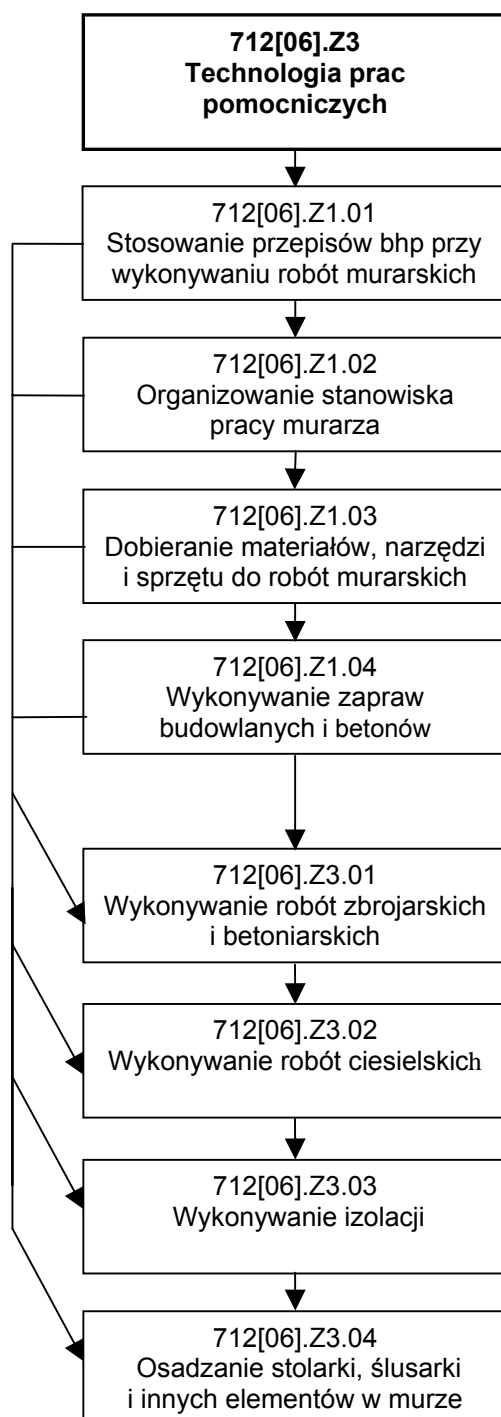 712[06].Z3
Technologia prac
pomocniczych
712[06].Z1.01
Stosowanie przepisów bhp przy
wykonywaniu robót murarskich
712[06].Z1.02
Organizowanie stanowiska
pracy murarza
712[06].Z1.03
Dobieranie materiałów, narzędzi
i sprzętu do robót murarskich
712[06].Z1.04
Wykonywanie zapraw
budowlanych i betonów
712[06].Z3.01
Wykonywanie robót zbrojarskich
i betoniarskich
712[06].Z3.02
Wykonywanie robót ciesielskich
712[06].Z3.03
Wykonywanie izolacji
712[06].Z3.04
Osadzanie stolarki, ślusarki
i innych elementów w murze